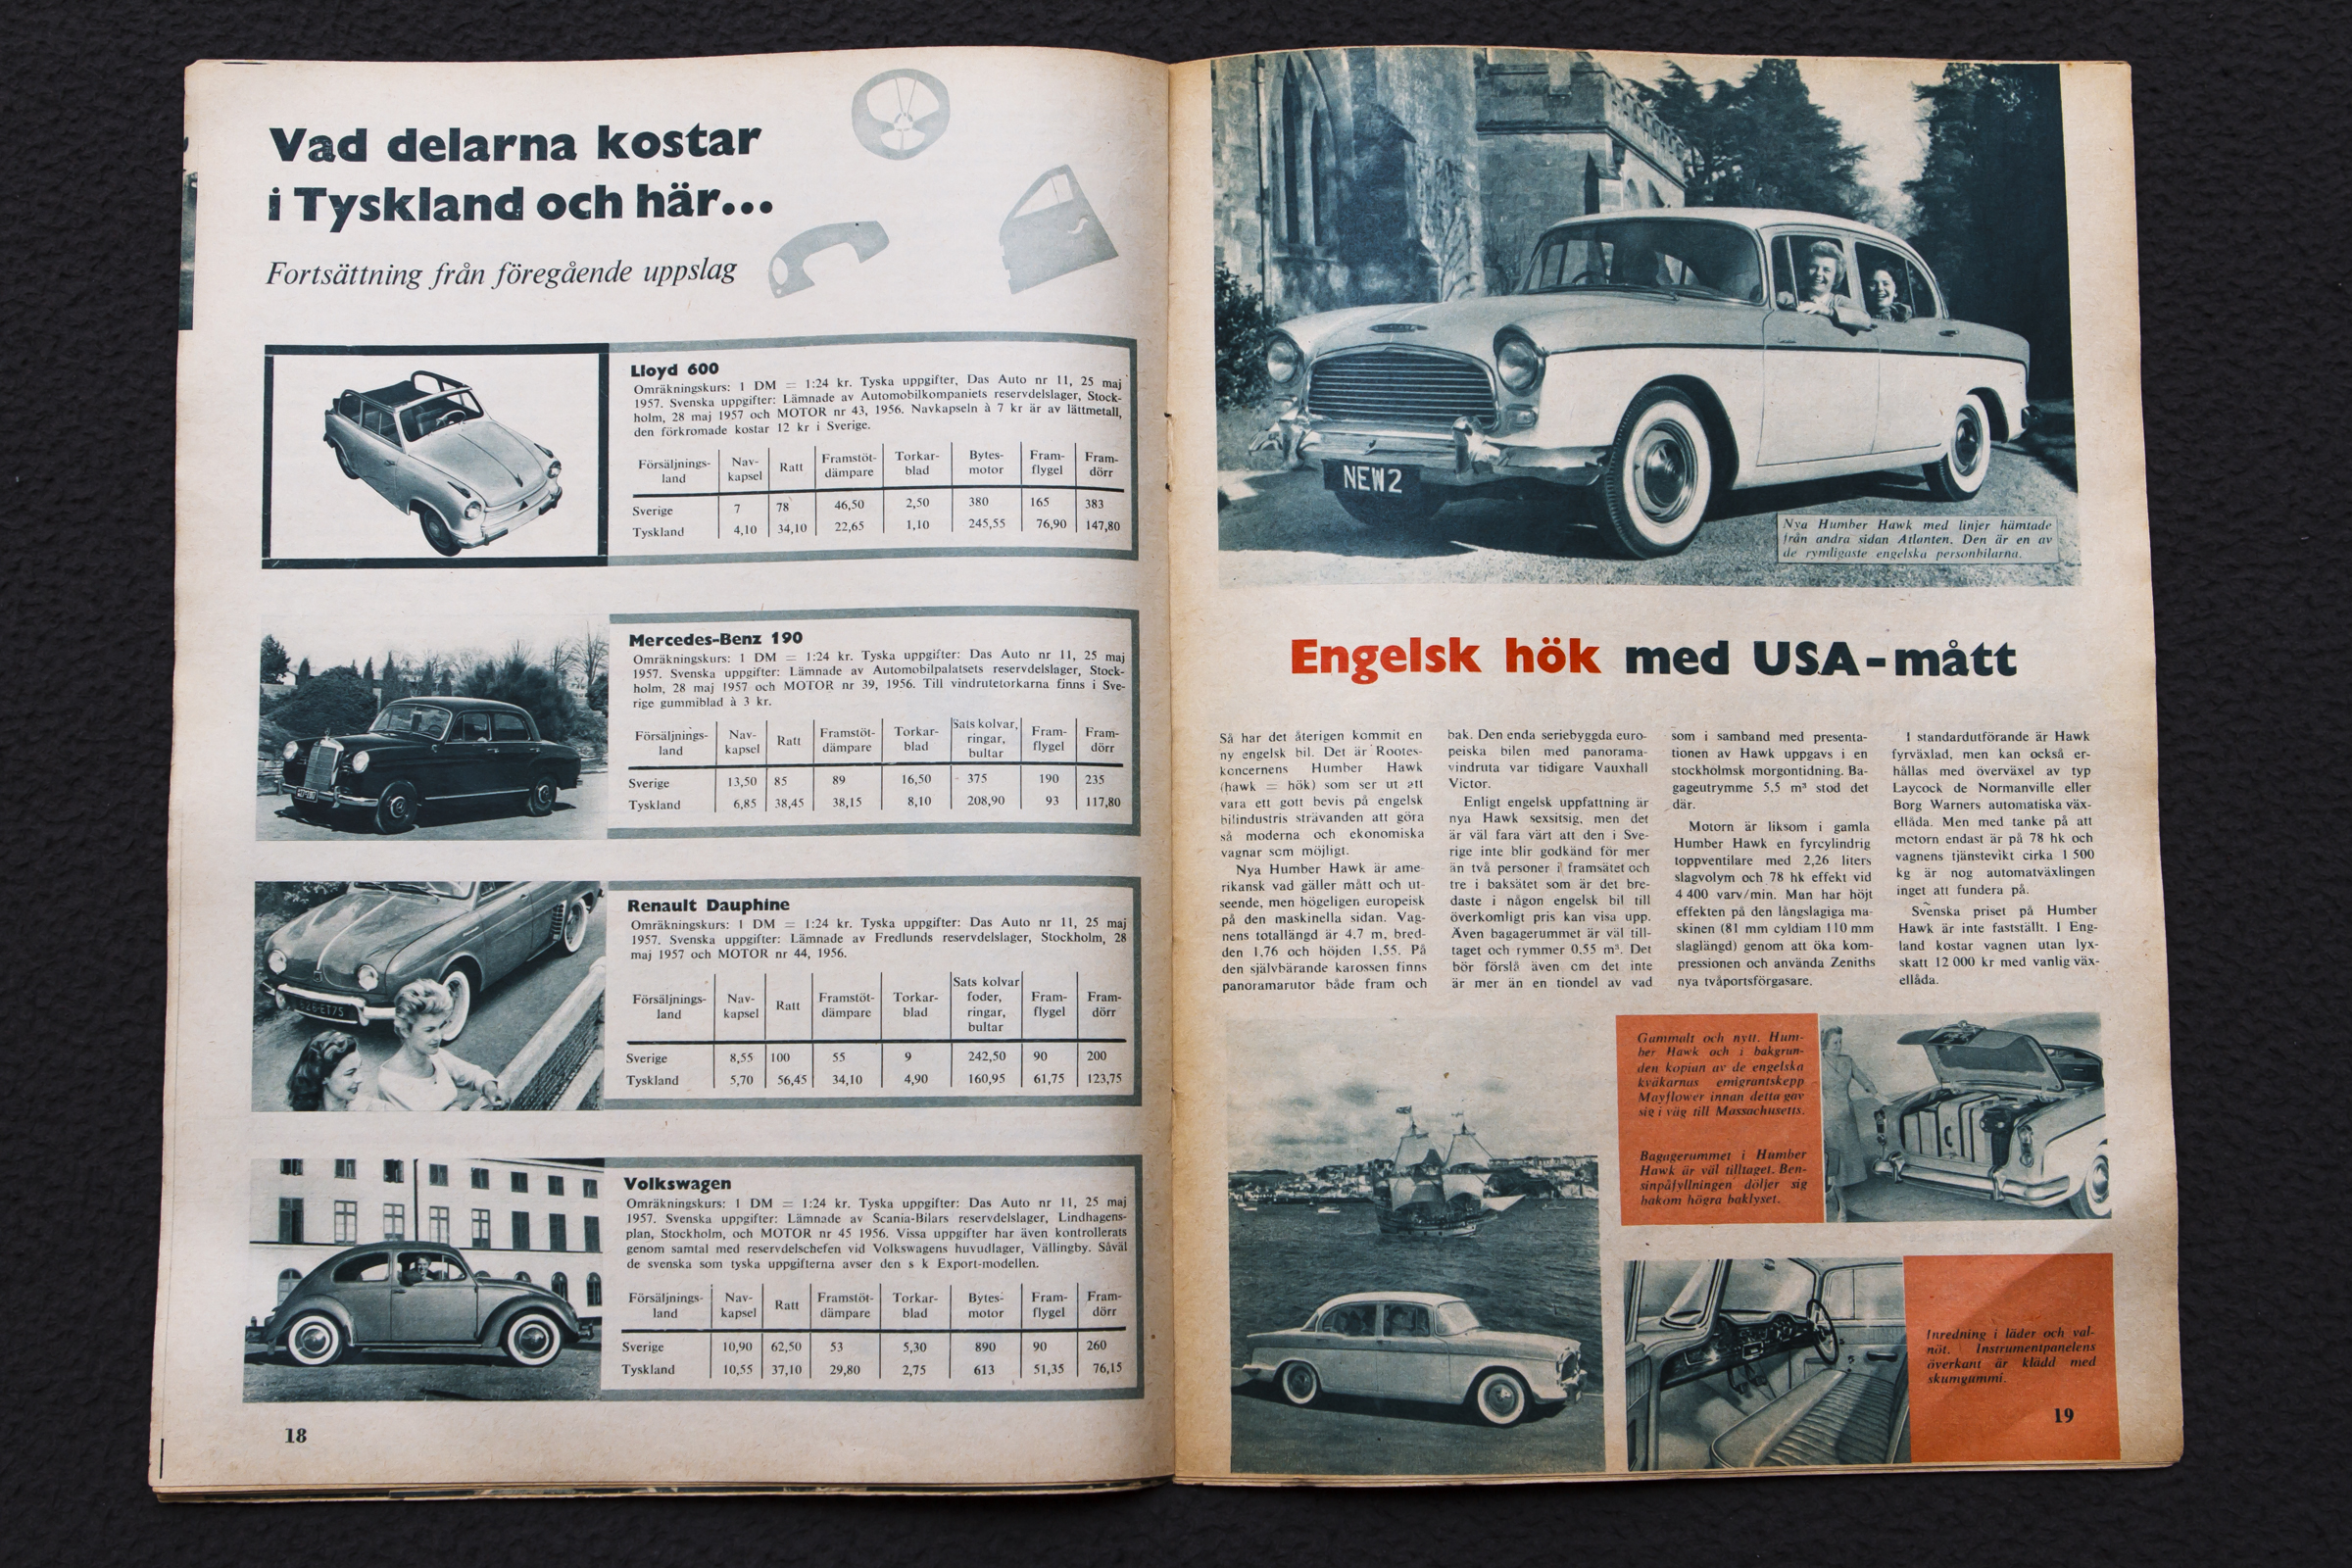 Vad delarna kostar
i Tyskland och här...
Fortsättning från föregående uppslag
Lloyd 600
Omräkningskurs: 1 DM = 1:24 kr. Tyska uppgifter, Das Auto nr 11, 25 maj
1957. Svenska uppgifter: Lämnade av Automobilkompaniets reservdelslager, Stock-
holm, 28 maj 1957 och MOTOR nr 43, 1956. Navkapseln à 7 kr är av lättmetall,
den förkromade kostar 12 kr i Sverige.
Försäljnings-land Nav-kapsel Ratt Framstöt-dämpare Torkar-blad Bytes-motor Fram-flygel Fram-dörr
Sverige 7 78 46,50 2,50 380 165 383
Tyskland 4,10 34,10 22,65 1,10 245,55 76,90 147,80
Mercedes-Benz 190
Omräkningskurs: 1 DM = 1:24 kr. Tyska uppgifter: Das Auto nr 11, 25 maj
1957. Svenska uppgifter: Lämnade av Automobilpalatsets reservdelslager, Stock-
holm, 28 maj 1957 och MOTOR nr 39, 1956. Till vindrutetorkarna finns i Sve-
rige gummiblad à 3 kr.
Försäljnings-land Nav-kapsel Ratt Framstöt-dämpare Torkar-blad Sats kolvar, ringar, bultar Fram-flygel Fram-dörr
Sverige 13,50 85 89 16,50 375 190 235
Tyskland 6,85 38,45 38,15 8,10 208,90 93 117,80
Renault Dauphine
Omräkningskurs: 1 DM = 1:24 kr. Tyska uppgifter: Das Auto nr 11, 25 maj
1957. Svenska uppgifter: Lämnade av Fredlunds reservdelslager, Stockholm, 28
maj 1957 och MOTOR nr 44, 1956.
Försäljnings-land Nav-kapsel Ratt Framstöt-dämpare Torkar-blad Sats kolvar foder, ringar, bultar Fram-flygel Fram-dörr
Sverige 8,55 100 55 9 242,50 90 200
Tyskland 5,70 56,45 34,10 4,90 160,95 61,75 123,75
Volkswagen
Omräkningskurs: 1 DM = 1:24 kr. Tyska uppgifter: Das Auto nr 11, 25 maj
1957. Svenska uppgifter: Lämnade av Scania-Bilars reservdelslager, Lindhagens-
plan, Stockholm, och MOTOR nr 45 1956. Vissa uppgifter har även kontrollerats
genom samtal med reservdelschefen vid Volkswagens huvudlager, Vällingby. Såväl
de svenska som tyska uppgifterna avser den s k Export-modellen.
Försäljnings-land Nav-kapsel Ratt Framstöt-dämpare Torkar-blad Bytes-motor Fram-flygel Fram-dörr
Sverige 10,90 62,50 53 5,30 890 90 260
Tyskland 10,55 37,10 29,80 2,75 613 51,35 76,15
18
NEW 2
Nya Humber Hawk med linjer hämtade
från andra sidan Atlanten. Den är en av
de rymligaste engelska personbilarna.
Engelsk hök med USA-mått
Så har det återigen kommit en
ny engelsk bil. Det är Rootes-
koncernens Humber Hawk
(hawk = hök) som ser ut att
vara ett gott bevis på engelsk
bilindustris strävanden att göra
så moderna och ekonomiska
vagnar som möjligt.
Nya Humber Hawk är ame-
rikansk vad gäller mått och ut-
seende, men högeligen europeisk
på den maskinella sidan. Vag-
nens totallängd är 4,7 m, bred-
den 1,76 och höjden 1,55. På
den självbärande karossen finns
panoramarutor både fram och
bak. Den enda seriebyggda euro-
peiska bilen med panorama-
vindruta var tidigare Vauxhall
Victor.
Enligt engelsk uppfattning är
nya Hawk sexsitsig, men det
är väl fara värt att den i Sve-
rige inte blir godkänd för mer
än två personer i framsätet och
tre i baksätet som är det bre-
daste i någon engelsk bil till
överkomligt pris kan visa upp.
Även bagagerummet är väl till-
taget och rymmer 0,55 m³. Det
bör förslå även om det inte
är mer än en tiondel av vad
som i samband med presenta-
tionen av Hawk uppgavs i en
stockholmsk morgontidning. Ba-
gageutrymme 5,5 m³ stod det
där.
Motorn är liksom i gamla
Humber Hawk en fyrcylindrig
toppventilare med 2,26 liters
slagvolym och 78 hk effekt vid
4 400 varv/min. Man har höjt
effekten på den långslagiga ma-
skinen (81 mm cyldiam 110 mm
slaglängd) genom att öka kom-
pressionen och använda Zeniths
nya tvåportsförgasare.
I standardutförande är Hawk
fyrväxlad, men kan också er-
hållas med överväxel av typ
Laycock de Normanville eller
Borg Warners automatiska väx-
ellåda. Men med tanke på att
motorn endast är på 78 hk och
vagnens tjänstevikt cirka 1 500
kg är nog automatväxlingen
inget att fundera på.
Svenska priset på Humber
Hawk är inte fastställt. I Eng-
land kostar vagnen utan lyx-
skatt 12 000 kr med vanlig väx-
ellåda.
Gammalt och nytt. Hum-
ber Hawk och i bakgrun-
den kopian av de engelska
kväkarnas emigrantskepp
Mayflower innan detta gav
sig i väg till Massachusetts.
Bagagerummet i Humber
Hawk är väl tilltaget. Ben-
sinpåfyllningen döljer sig
bakom högra baklyset.
Inredning i läder och val-
nöt. Instrumentpanelens
överkant är klädd med
skumgummi.
19